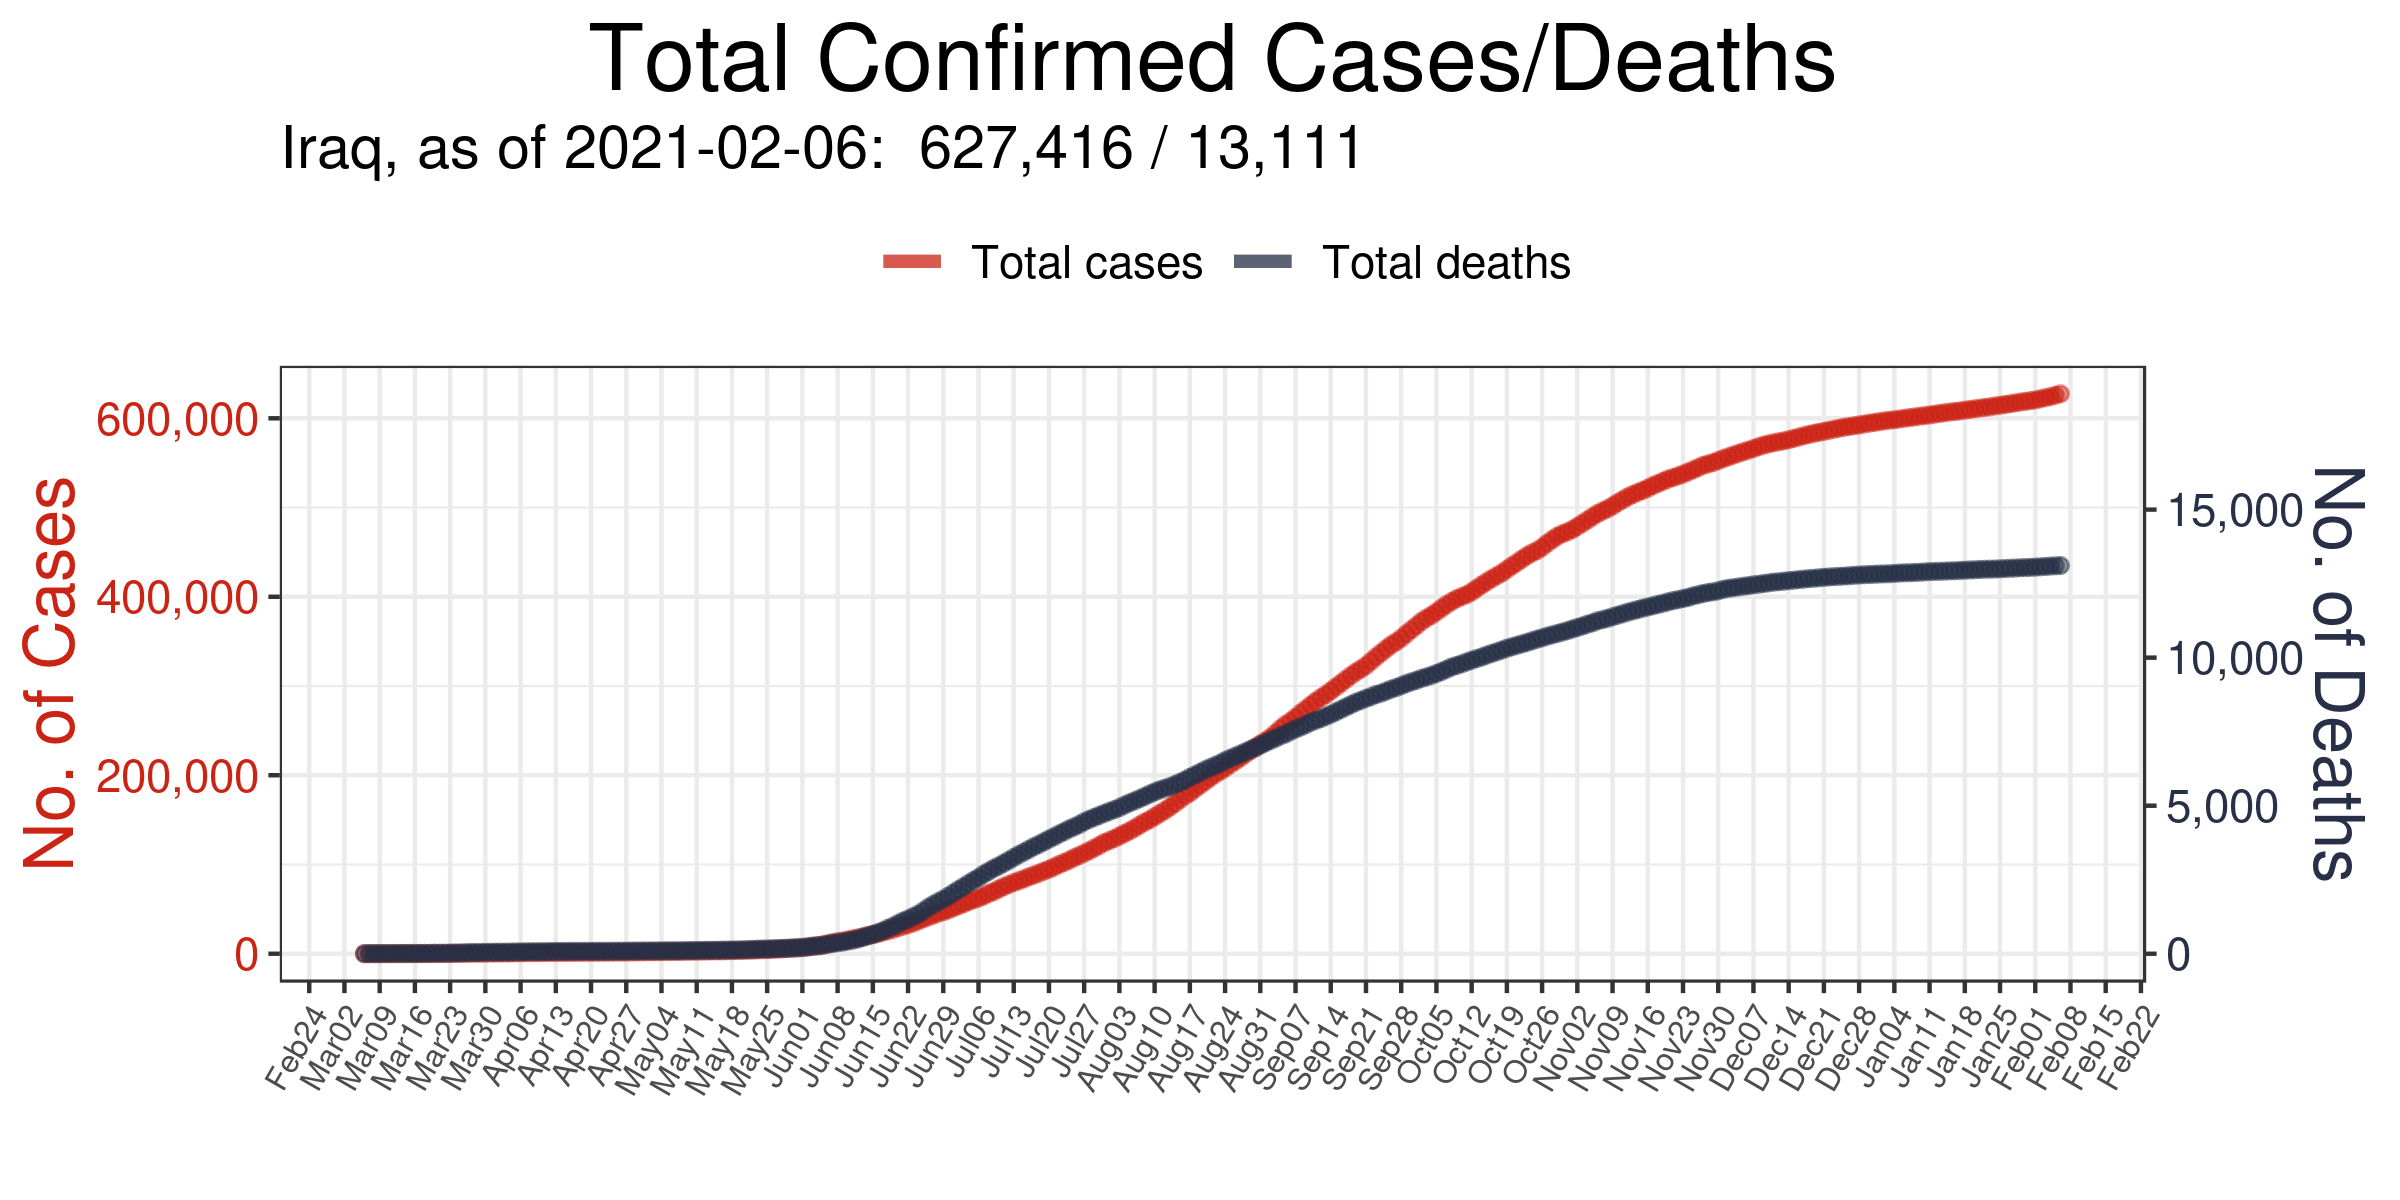 Total Confirmed Cases/Deaths
Iraq, as of 2021-02-06:  627,416 / 13,111
Total cases
Total deaths
No. of Cases
600,000
400,000
200,000
0
15,000
10,000
5,000
0
No. of Deaths
Feb24
Mar02
Mar09
Mar16
Mar23
Mar30
Apr06
Apr13
Apr20
Apr27
May04
May11
May18
May25
Jun01
Jun08
Jun15
Jun22
Jun29
Jul06
Jul13
Jul20
Jul27
Aug03
Aug10
Aug17
Aug24
Aug31
Sep07
Sep14
Sep21
Sep28
Oct05
Oct12
Oct19
Oct26
Nov02
Nov09
Nov16
Nov23
Nov30
Dec07
Dec14
Dec21
Dec28
Jan04
Jan11
Jan18
Jan25
Feb01
Feb08
Feb15
Feb22